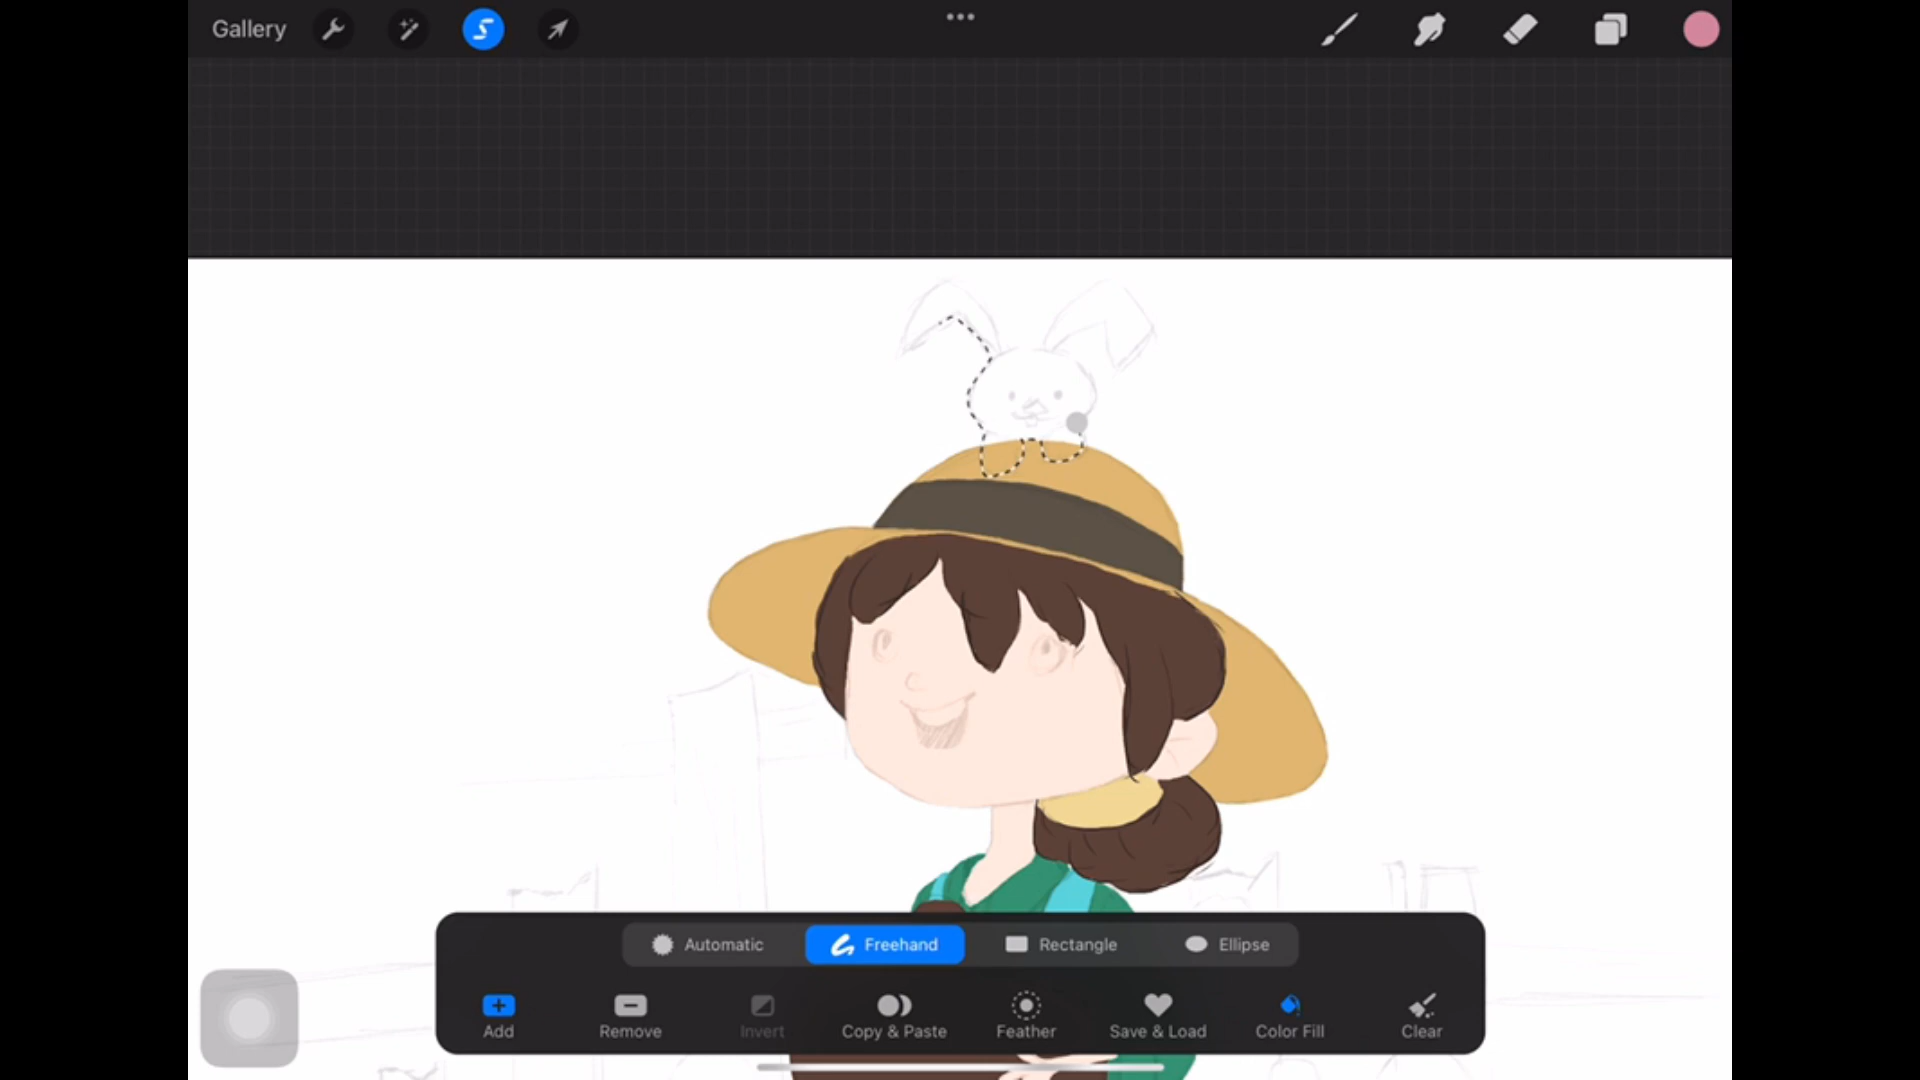 Gallery
Automatic Freehand Rectangle Ellipse
Add Remove Invert Copy & Paste Feather Save & Load Color Fill Clear